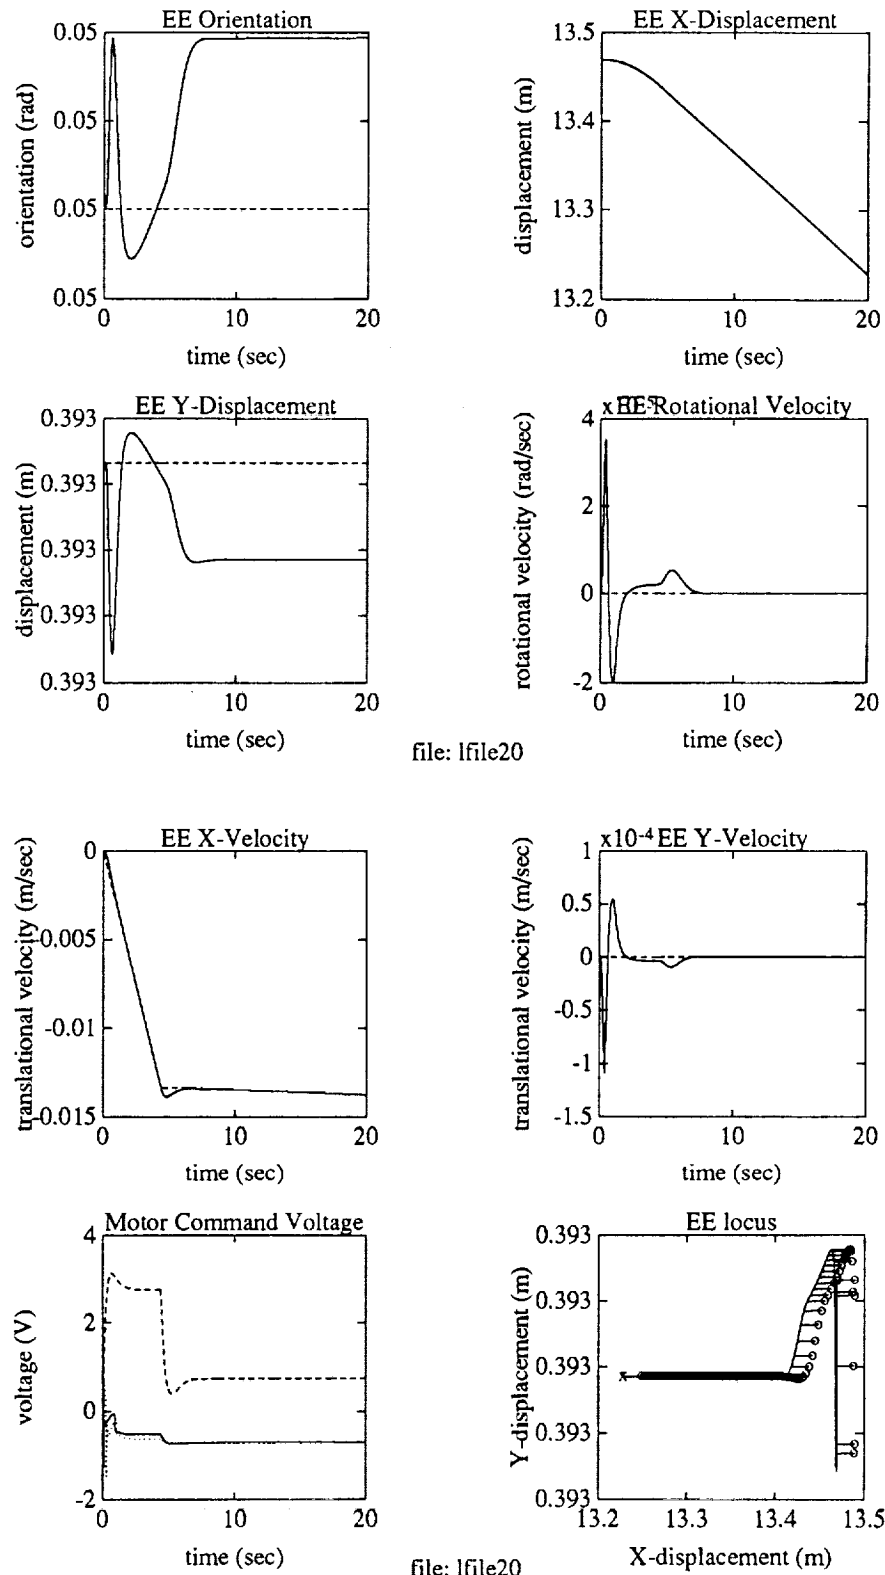 EE Orientation
0.05
0.05
0.05
0.05
orientation (rad)
0 10 20
time (sec)
EE X-Displacement
13.5
13.4
13.3
13.2
displacement (m)
0 5 10 15 20
time (sec)
EE Y-Displacement
0.393
0.393
0.393
0.393
0.393
displacement (m)
0 10 20
time (sec)
EE Rotational Velocity
4
2
0
-2
rotational velocity (rad/sec)
0 10 20
time (sec)
file: lfile20
EE X-Velocity
0
-0.005
-0.01
-0.015
translational velocity (m/sec)
0 10 20
time (sec)
x10-4 EE Y-Velocity
1
0.5
0
-0.5
-1
-1.5
translational velocity (m/sec)
0 10 20
time (sec)
Motor Command Voltage
4
2
0
-2
voltage (V)
0 10 20
time (sec)
EE locus
0.393
0.393
0.393
0.393
0.393
Y-displacement (m)
13.2 13.3 13.4 13.5
X-displacement (m)
file: lfile20